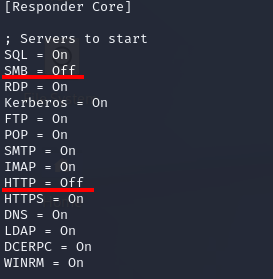 [Responder Core]
; Servers to start
SQL = On
SMB = Off
RDP = On
Kerberos = On
FTP = On
POP = On
SMTP = On
IMAP = On
HTTP = Off
HTTPS = On
DNS = On
LDAP = On
DCERPC = On
WINRM = On